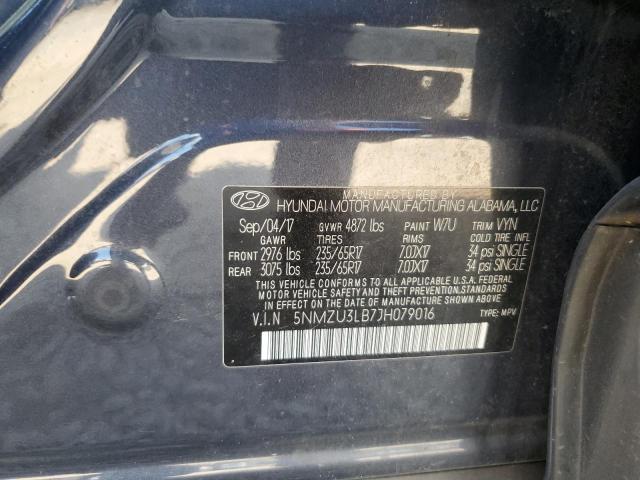 MANUFACTURED BY
HYUNDAI MOTOR MANUFACTURING ALABAMA, LLC
Sep/04/17 GVWR 4872 lbs PAINT W7U TRIM VYN
GAWR TIRES RIMS COLD TIRE INFL
FRONT 2976 lbs 235/65R17 7.0JX17 34 psi SINGLE
REAR 3075 lbs 235/65R17 7.0JX17 34 psi SINGLE
THIS VEHICLE CONFORMS TO ALL APPLICABLE U.S.A. FEDERAL
MOTOR VEHICLE SAFETY, BUMPER, AND THEFT PREVENTION STANDARDS
IN EFFECT ON THE DATE OF MANUFACTURE SHOWN ABOVE.
V.I.N 5NMZU3LB7JH079016 TYPE: MPV